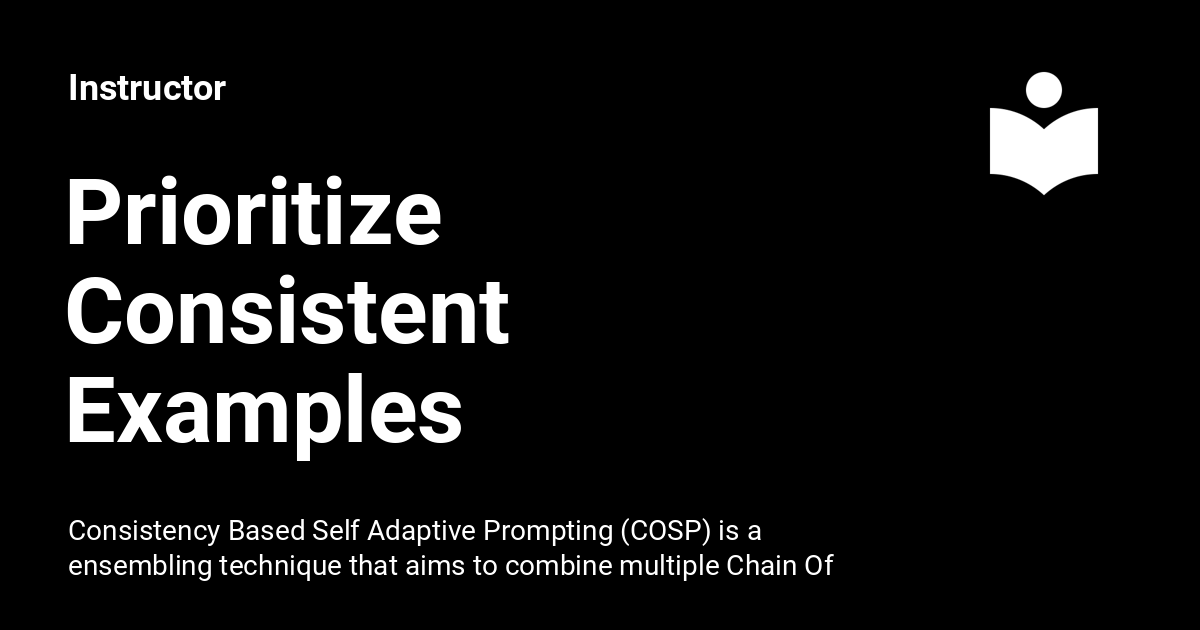 Instructor
Prioritize
Consistent
Examples
Consistency Based Self Adaptive Prompting (COSP) is a
ensembling technique that aims to combine multiple Chain Of